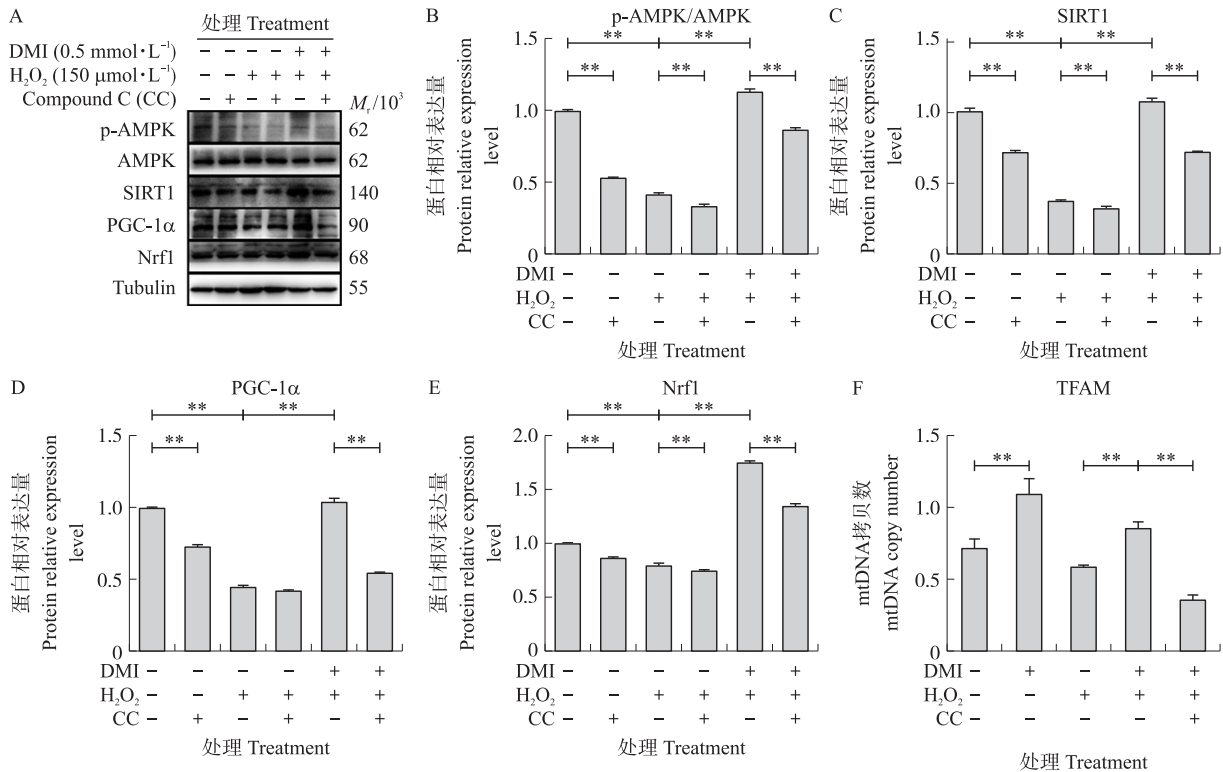 A
处理 Treatment
DMI (0.5 mmol·L⁻¹) − − − − + +
H₂O₂ (150 μmol·L⁻¹) − − + + + +
Compound C (CC) − + − + − +
Mᵣ/10³
p-AMPK 62
AMPK 62
SIRT1 140
PGC-1α 90
Nrf1 68
Tubulin 55
B
p-AMPK/AMPK
蛋白相对表达量
Protein relative expression
level
1.5
1.0
0.5
0
** **
** ** **
DMI − − − − + +
H₂O₂ − − + + + +
CC − + − + − +
处理 Treatment
C
SIRT1
蛋白相对表达量
Protein relative expression
level
1.5
1.0
0.5
0
** **
** ** **
DMI − − − − + +
H₂O₂ − − + + + +
CC − + − + − +
处理 Treatment
D
PGC-1α
蛋白相对表达量
Protein relative expression
level
1.5
1.0
0.5
0
** **
** **
DMI − − − − + +
H₂O₂ − − + + + +
CC − + − + − +
处理 Treatment
E
Nrf1
蛋白相对表达量
Protein relative expression
level
2.0
1.5
1.0
0.5
0
** **
** ** **
DMI − − − − + +
H₂O₂ − − + + + +
CC − + − + − +
处理 Treatment
F
TFAM
mtDNA拷贝数
mtDNA copy number
1.5
1.0
0.5
0
** ** **
DMI − + − + +
H₂O₂ − − + + +
CC − − − − +
处理 Treatment